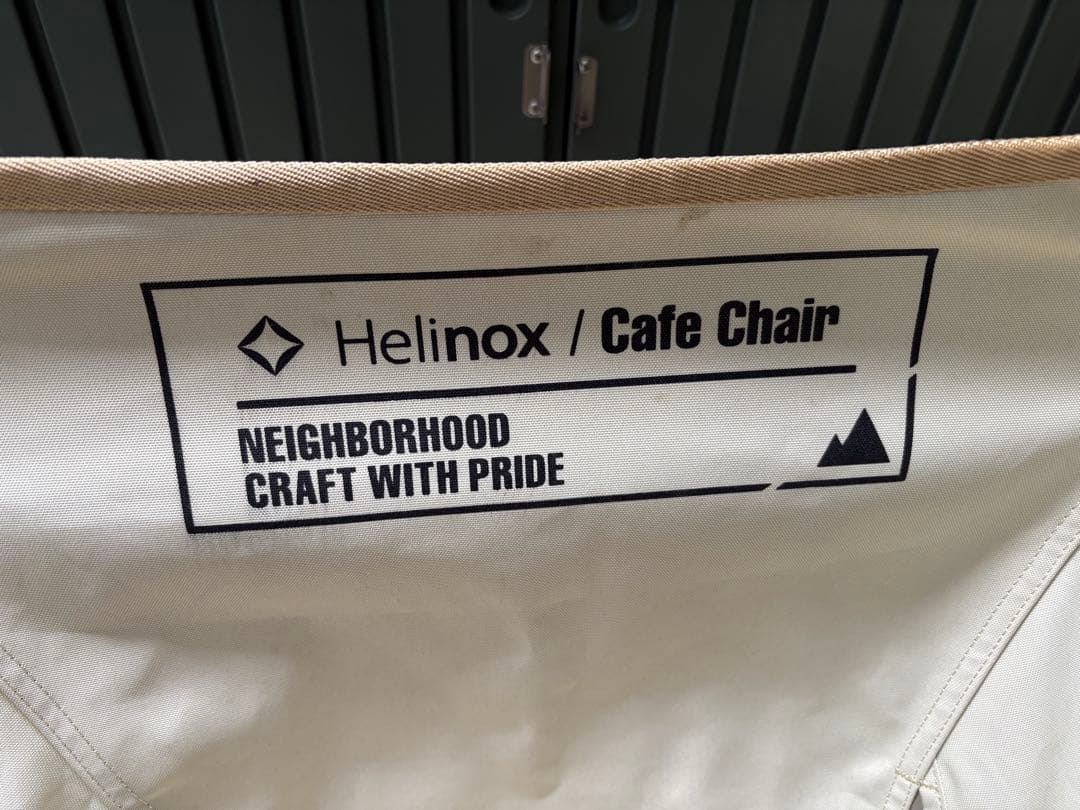 Helinox / Cafe Chair
NEIGHBORHOOD
CRAFT WITH PRIDE